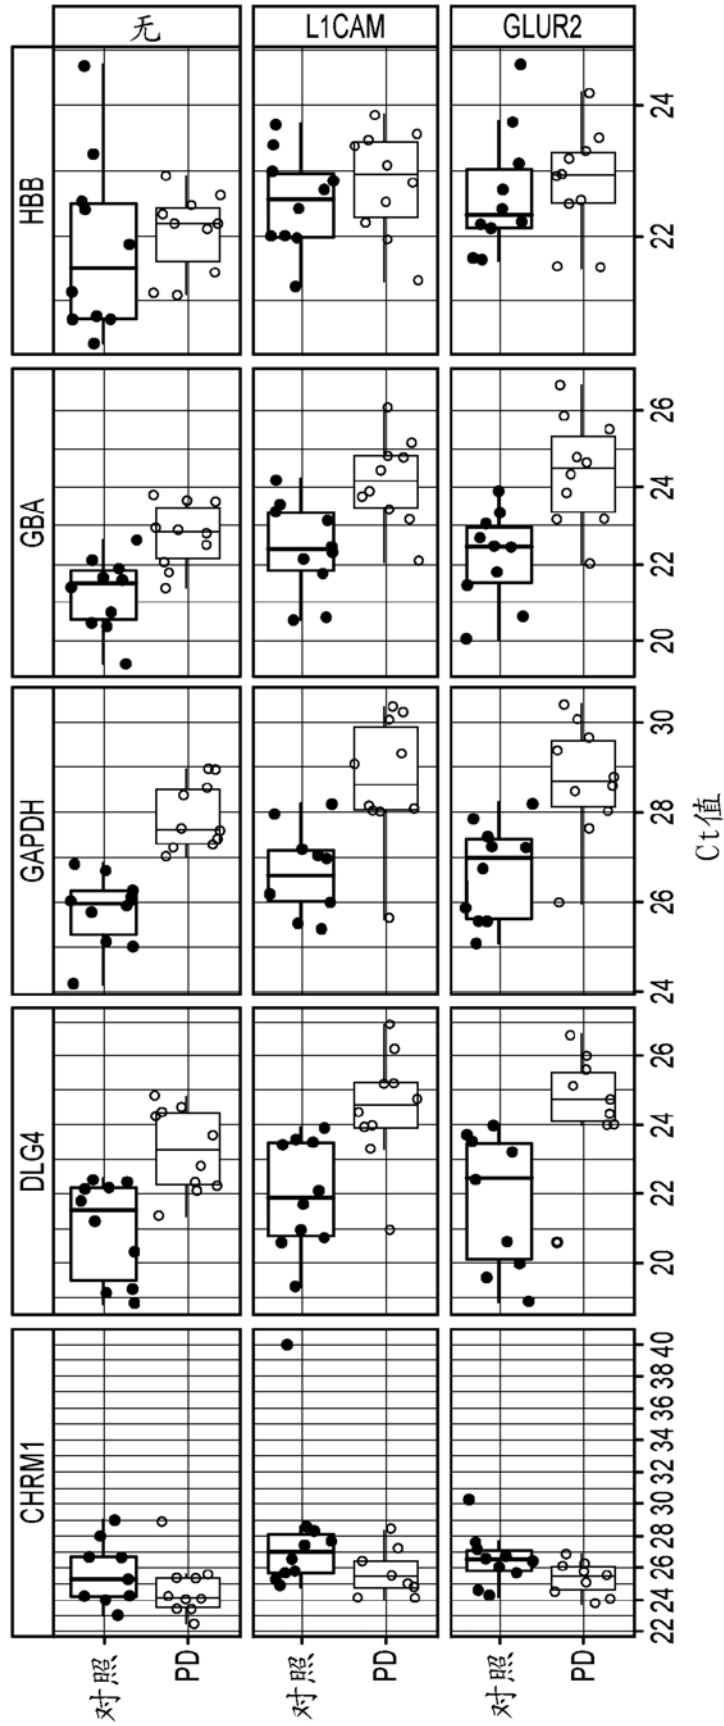 无
L1CAM
GLUR2
HBB
22
24
GBA
20
22
24
26
GAPDH
24
26
28
30
DLG4
20
22
24
26
CHRM1
22
24
26
28
30
32
34
36
38
40
对照
PD
对照
PD
对照
PD
Ct值